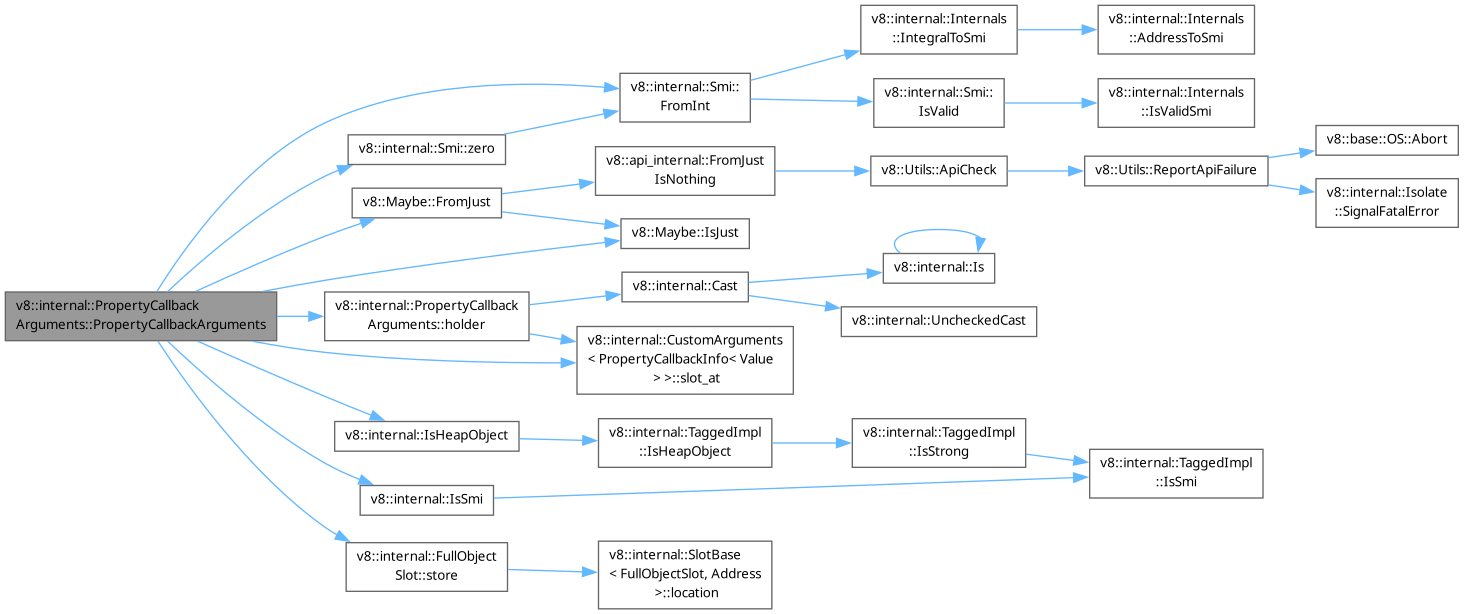 v8::internal::PropertyCallback
Arguments::PropertyCallbackArguments
v8::internal::Smi::
FromInt
v8::internal::Internals
::IntegralToSmi
v8::internal::Internals
::AddressToSmi
v8::internal::Smi::
IsValid
v8::internal::Internals
::IsValidSmi
v8::internal::Smi::zero
v8::Maybe::FromJust
v8::api_internal::FromJust
IsNothing
v8::Utils::ApiCheck
v8::Utils::ReportApiFailure
v8::base::OS::Abort
v8::internal::Isolate
::SignalFatalError
v8::Maybe::IsJust
v8::internal::PropertyCallback
Arguments::holder
v8::internal::Cast
v8::internal::Is
v8::internal::UncheckedCast
v8::internal::CustomArguments
< PropertyCallbackInfo< Value
> >::slot_at
v8::internal::IsHeapObject
v8::internal::TaggedImpl
::IsHeapObject
v8::internal::TaggedImpl
::IsStrong
v8::internal::TaggedImpl
::IsSmi
v8::internal::IsSmi
v8::internal::FullObject
Slot::store
v8::internal::SlotBase
< FullObjectSlot, Address
>::location